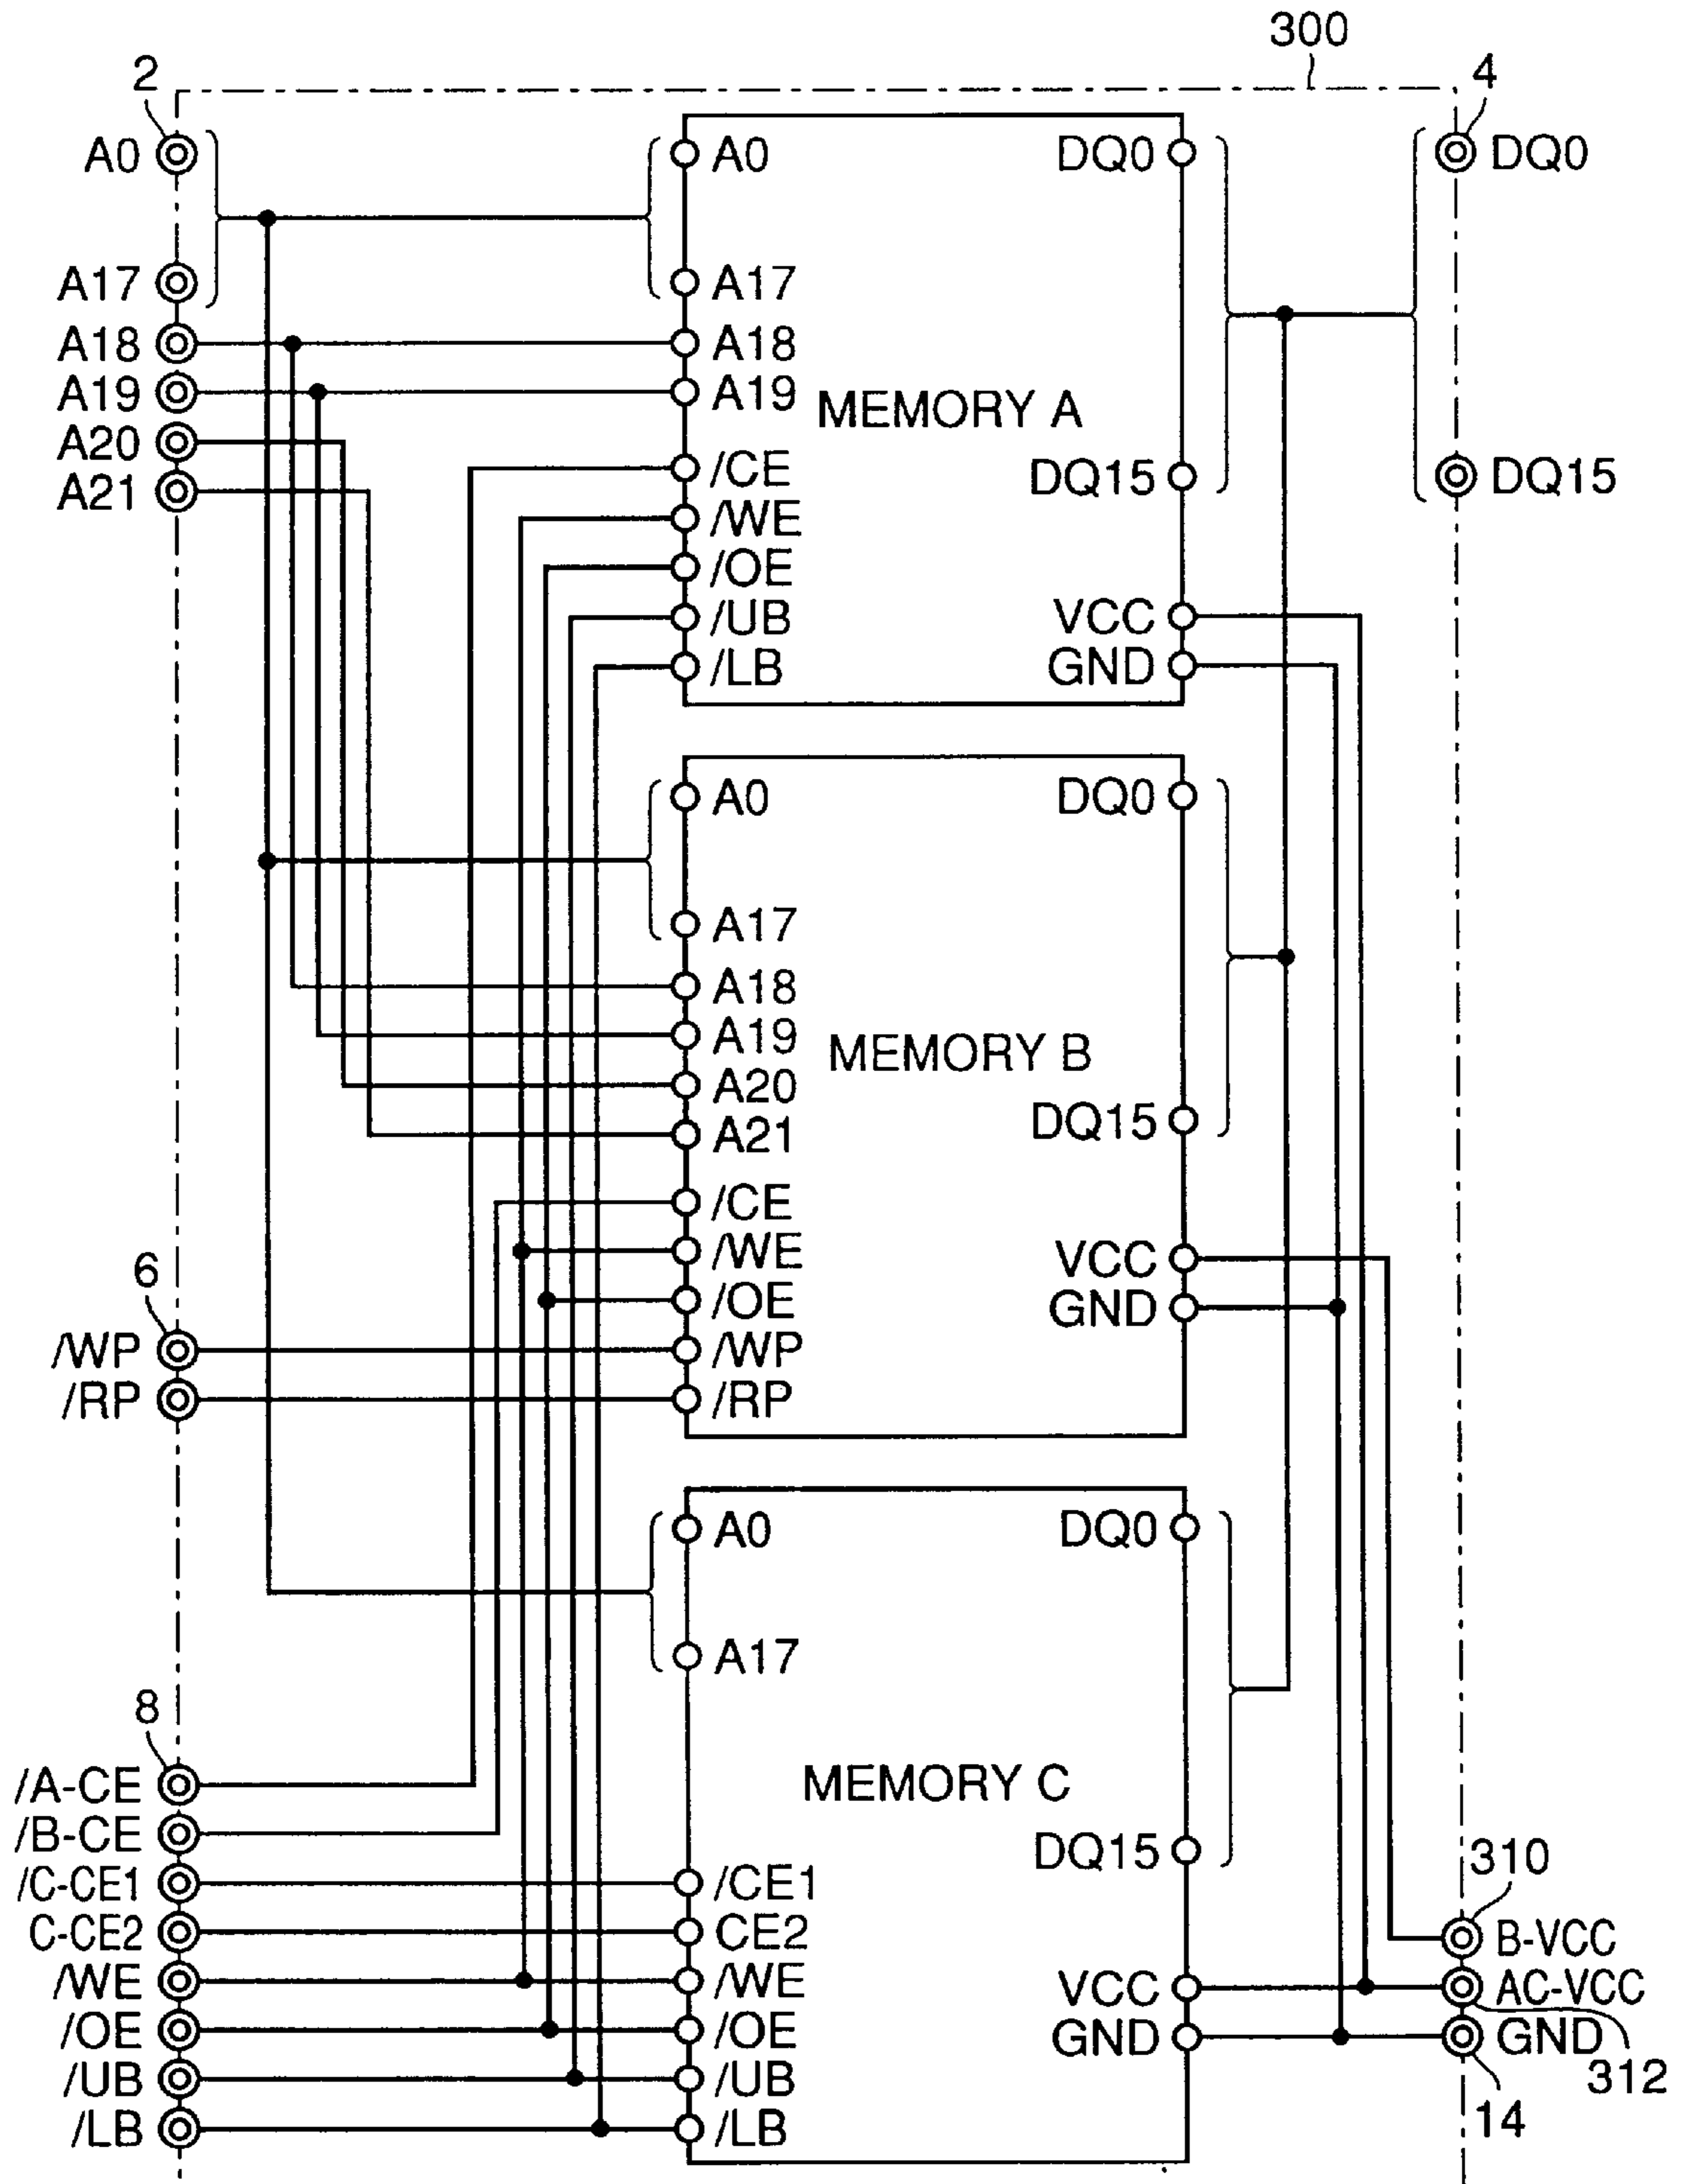 300
2
4
A0
A0
DQ0
DQ0
A17
A17
A18
A18
A19
A19
MEMORY A
A20
A21
/CE
DQ15
DQ15
/WE
/OE
/UB
VCC
/LB
GND
A0
DQ0
A17
A18
A19
MEMORY B
A20
A21
DQ15
/CE
/WE
VCC
/OE
GND
6
/WP
/WP
/RP
/RP
A0
DQ0
A17
8
/A-CE
MEMORY C
/B-CE
DQ15
310
/C-CE1
/CE1
C-CE2
CE2
B-VCC
/WE
/WE
VCC
AC-VCC
/OE
/OE
GND
GND
312
/UB
/UB
14
/LB
/LB